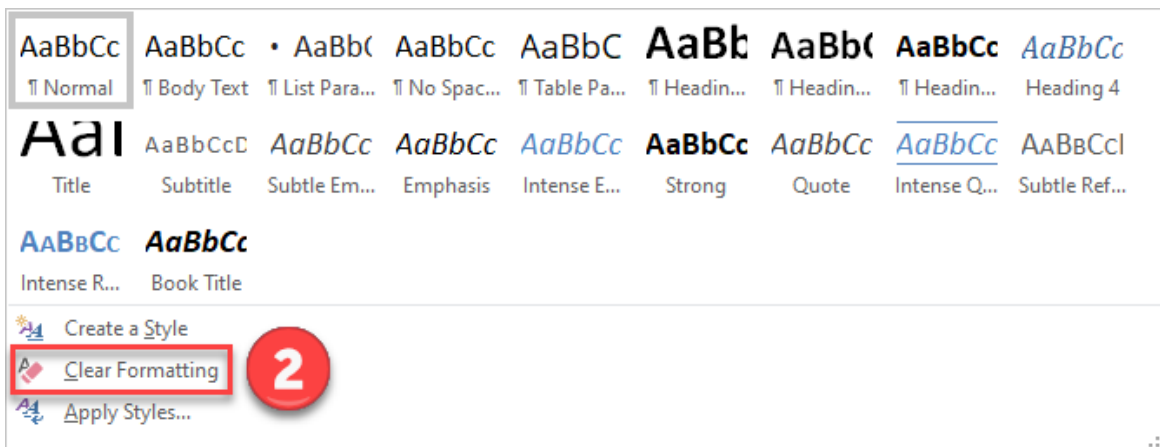 AaBbCc AaBbCc • AaBb( AaBbCc AaBbC AaBb AaBb( AaBbCc AaBbCc
¶ Normal ¶ Body Text ¶ List Para... ¶ No Spac... ¶ Table Pa... ¶ Headin... ¶ Headin... ¶ Headin... Heading 4
AaI AaBbCcD AaBbCc AaBbCc AaBbCc AaBbCc AaBbCc AaBbCc AaBbCcI
Title Subtitle Subtle Em... Emphasis Intense E... Strong Quote Intense Q... Subtle Ref...
AaBbCc AaBbCc
Intense R... Book Title
Create a Style
Clear Formatting 2
Apply Styles...